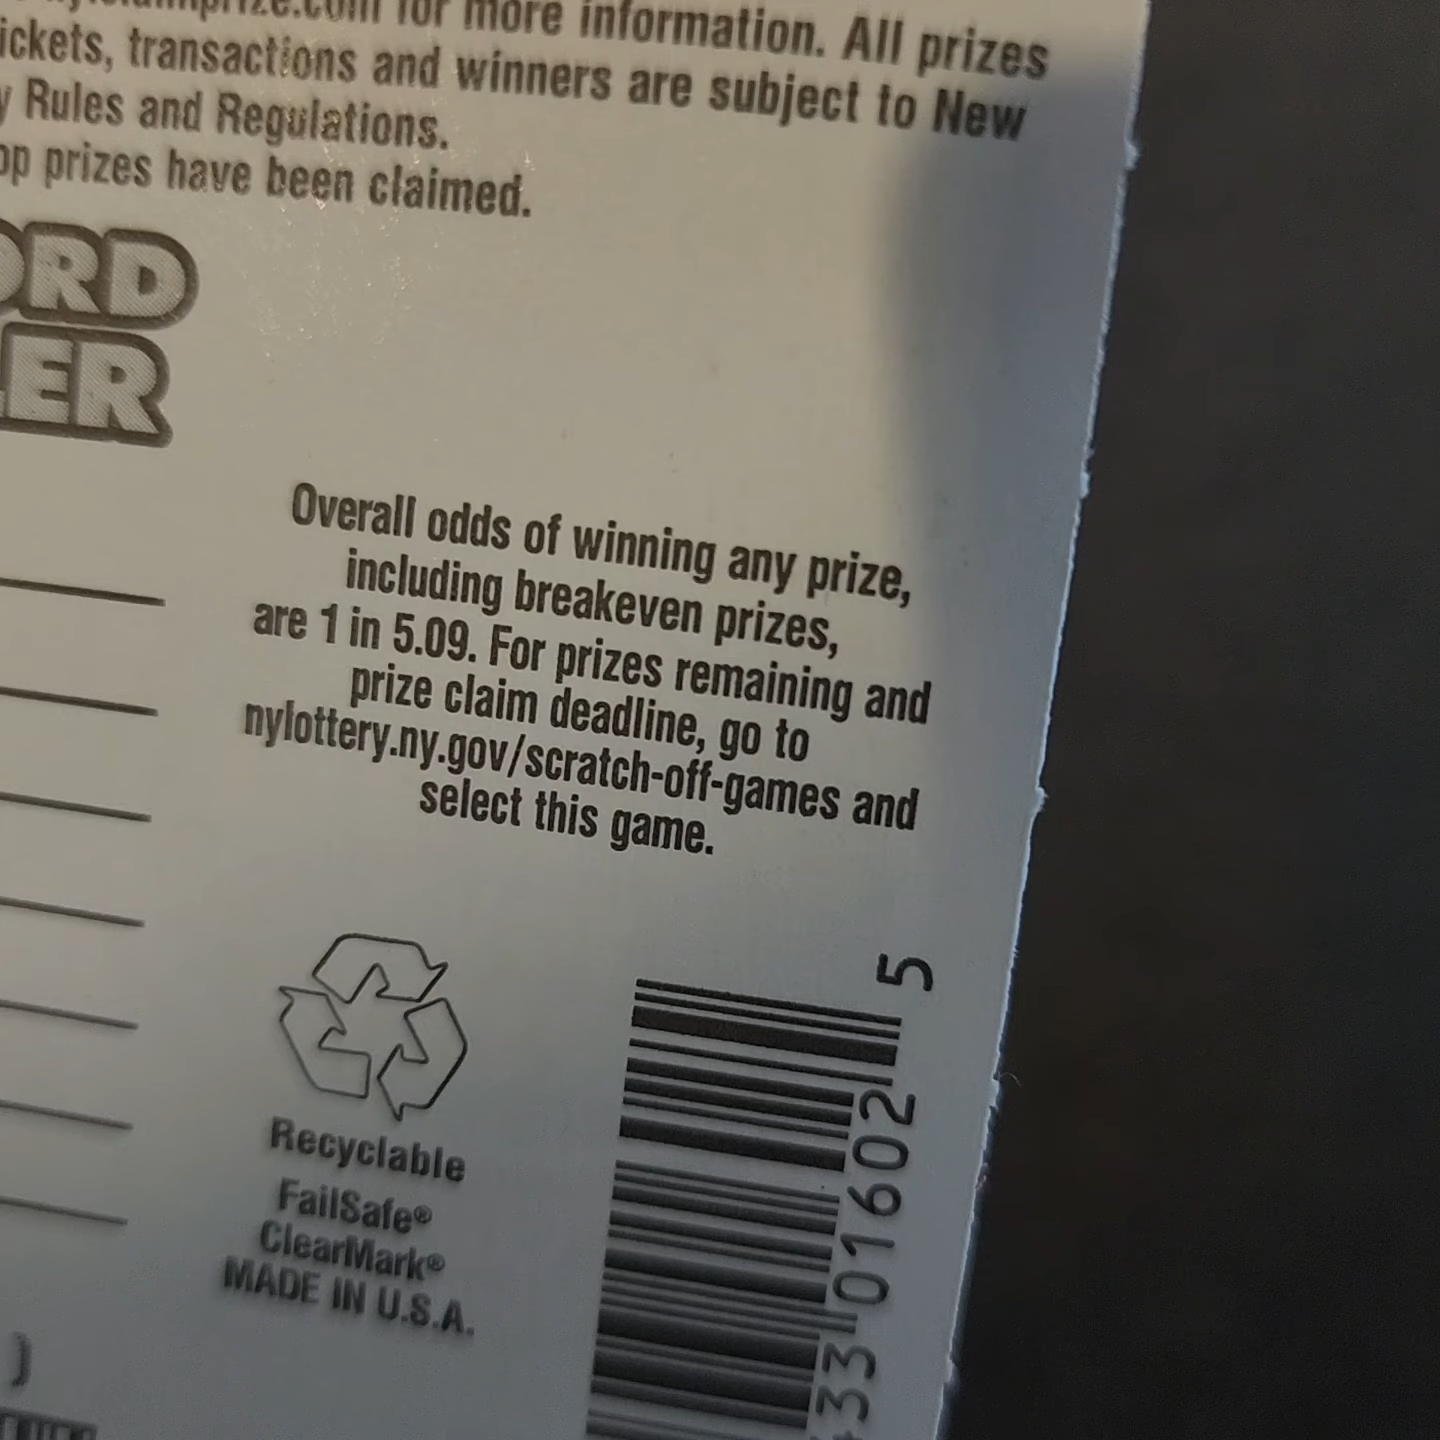 for more information. All prizes
ickets, transactions and winners are subject to New
y Rules and Regulations.
op prizes have been claimed.
ORD
ER
Overall odds of winning any prize,
including breakeven prizes,
are 1 in 5.09. For prizes remaining and
prize claim deadline, go to
nylottery.ny.gov/scratch-off-games and
select this game.
Recyclable
FailSafe®
ClearMark®
MADE IN U.S.A.
)
33 01602 5